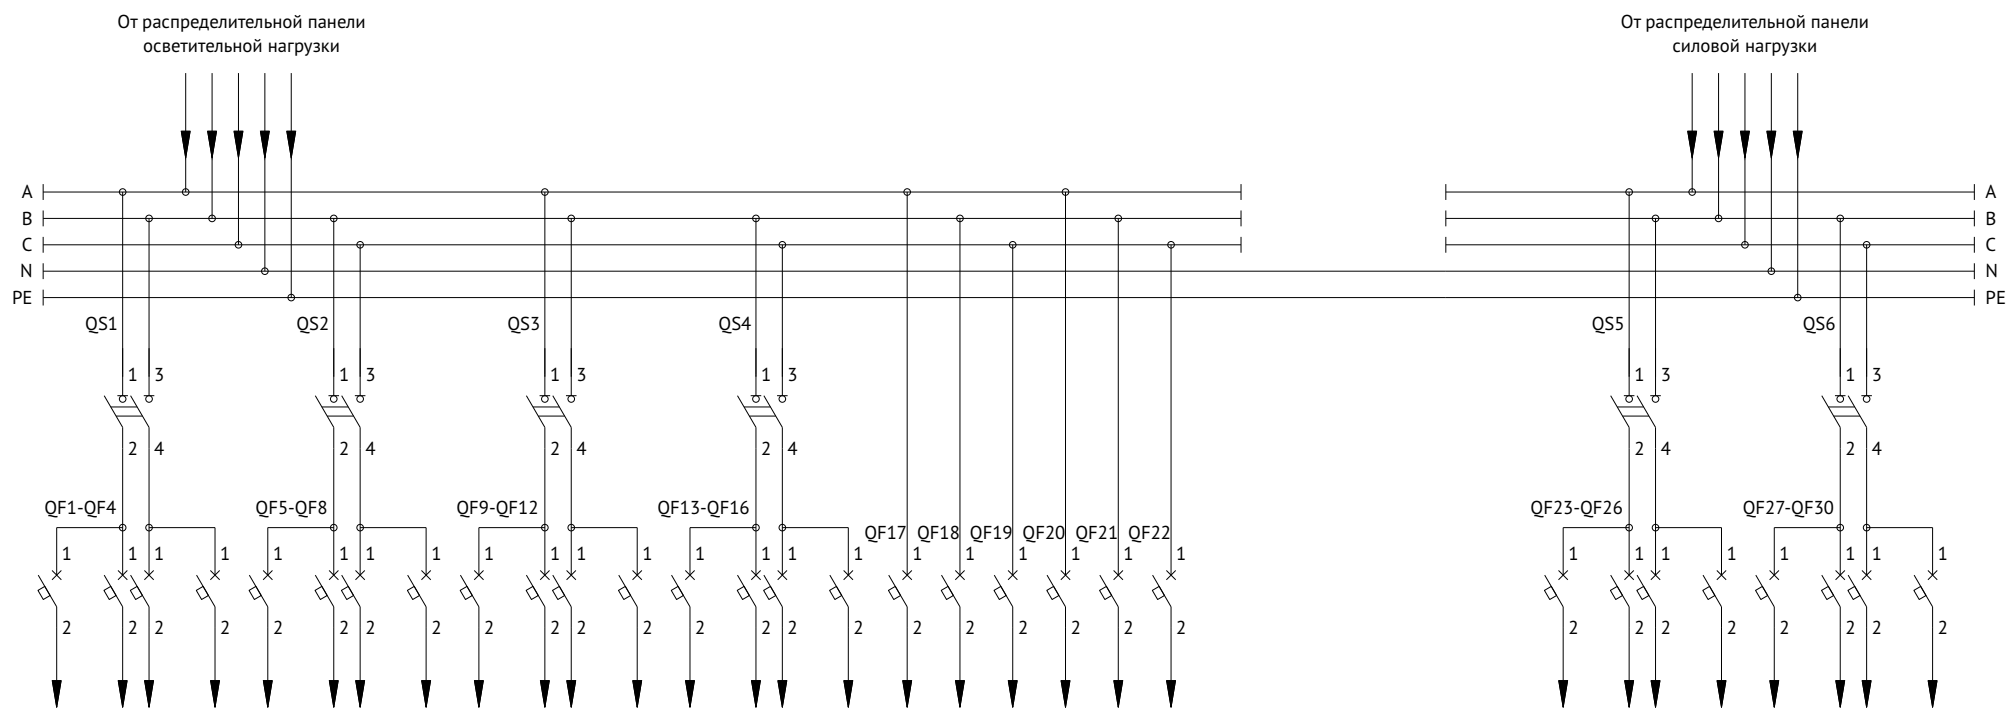 От распределительной панели
осветительной нагрузки
От распределительной панели
силовой нагрузки
A A
B B
C C
N N
PE PE
QS1 QS2 QS3 QS4 QS5 QS6
1 3 1 3 1 3 1 3 1 3 1 3
2 4 2 4 2 4 2 4 2 4 2 4
QF1-QF4 QF5-QF8 QF9-QF12 QF13-QF16 QF23-QF26 QF27-QF30
QF17 QF18 QF19 QF20 QF21 QF22
1 1 1 1 1 1 1 1 1 1 1 1 1 1 1 1 1 1 1 1 1 1 1 1 1 1 1 1 1 1
2 2 2 2 2 2 2 2 2 2 2 2 2 2 2 2 2 2 2 2 2 2 2 2 2 2 2 2 2 2